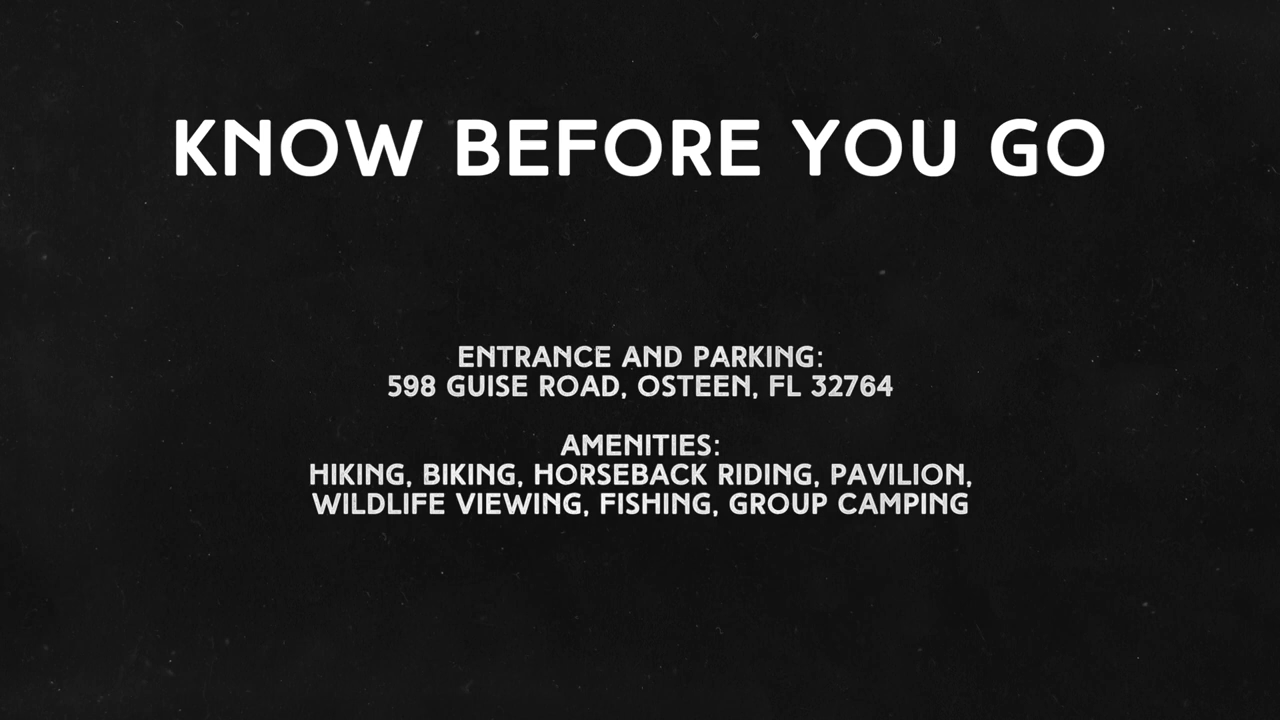 KNOW BEFORE YOU GO
ENTRANCE AND PARKING:
598 GUISE ROAD, OSTEEN, FL 32764
AMENITIES:
HIKING, BIKING, HORSEBACK RIDING, PAVILION,
WILDLIFE VIEWING, FISHING, GROUP CAMPING